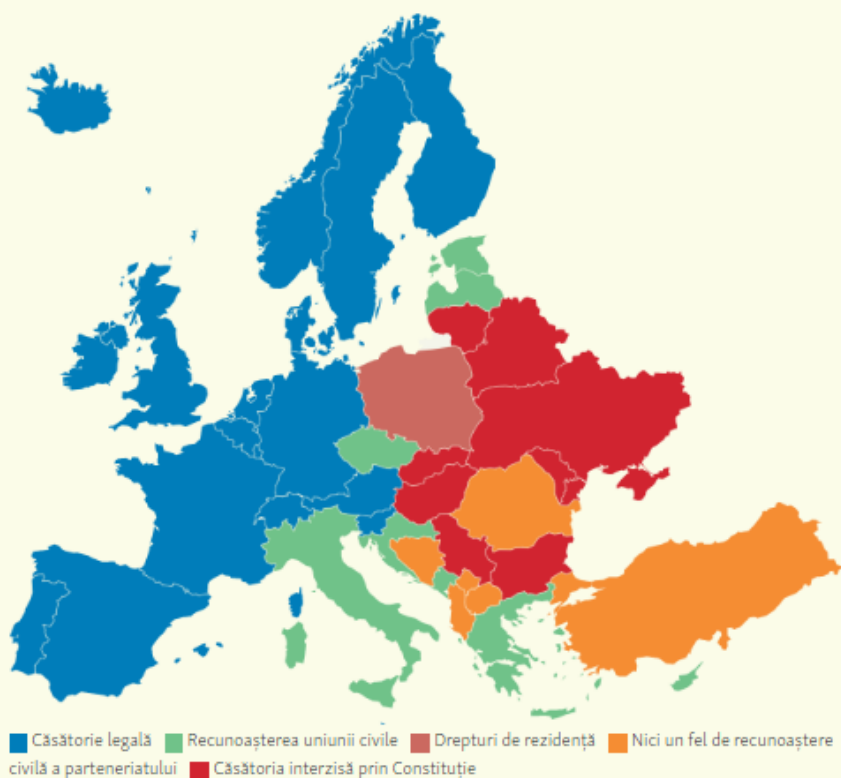 Căsătorie legală Recunoașterea uniunii civile Drepturi de rezidență Nici un fel de recunoaștere
civilă a parteneriatului Căsătoria interzisă prin Constituție